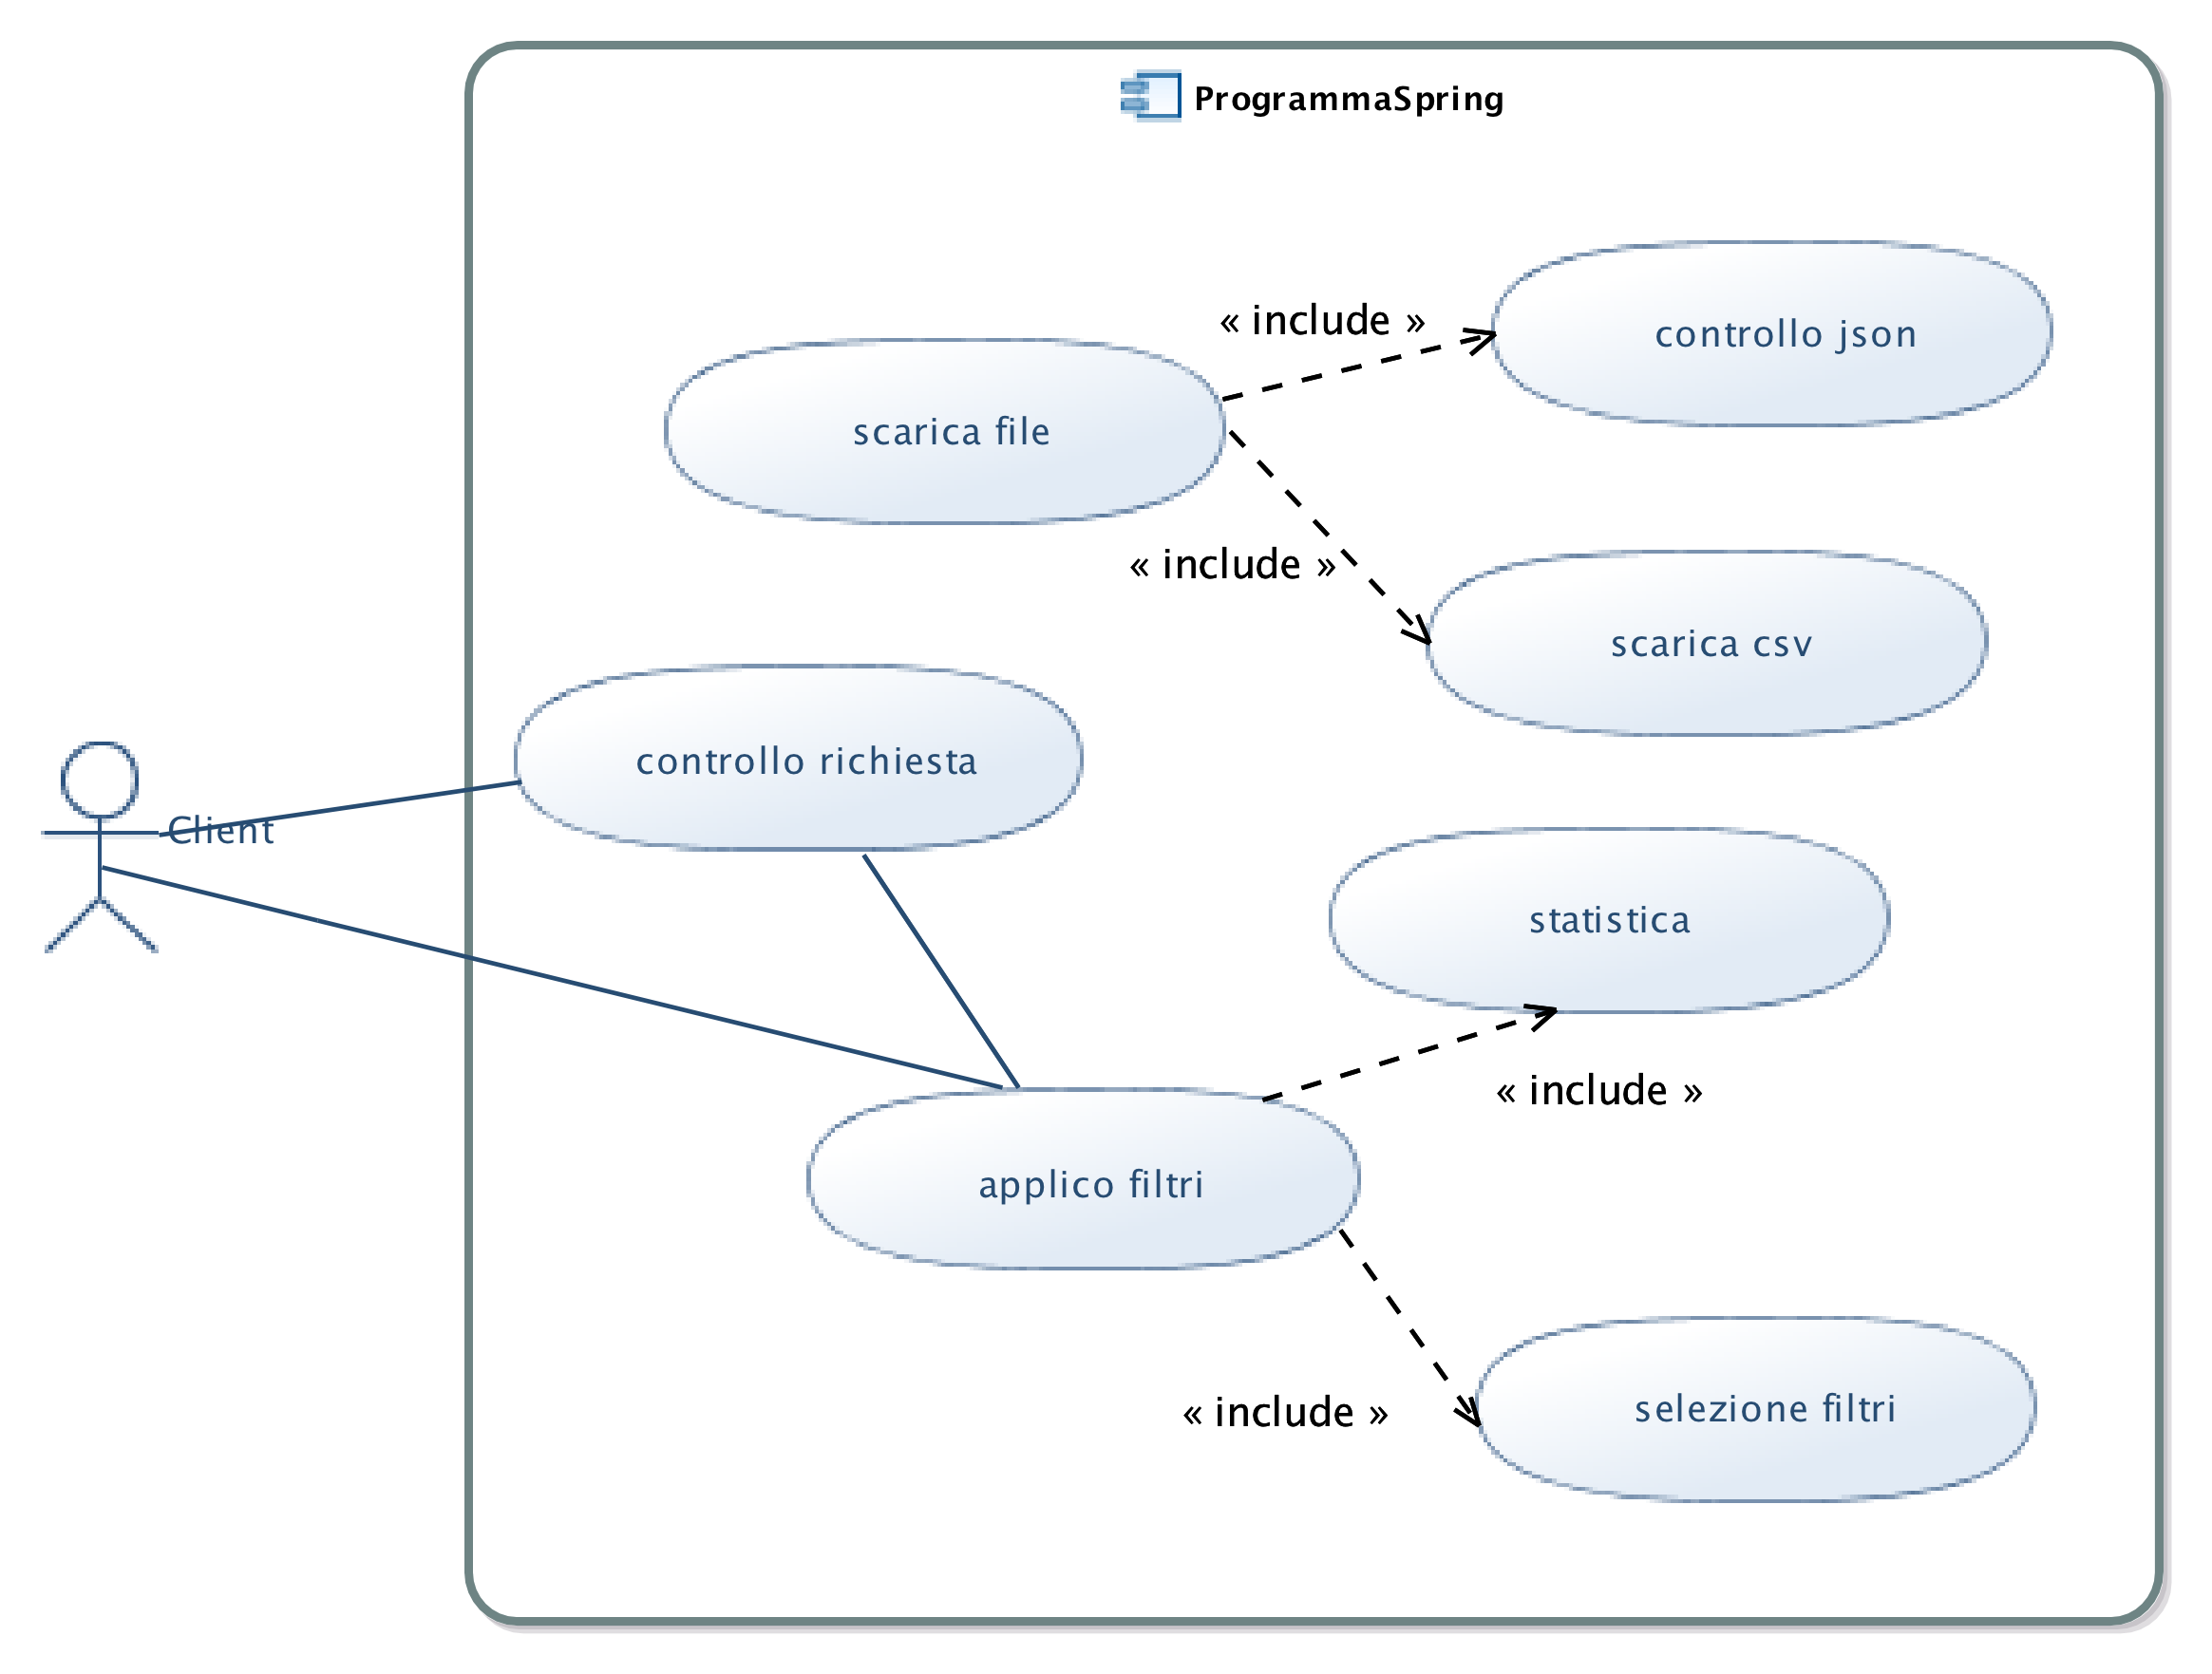 ProgrammaSpring
« include »
controllo json
scarica file
« include »
scarica csv
controllo richiesta
Client
statistica
« include »
applico filtri
« include »
selezione filtri